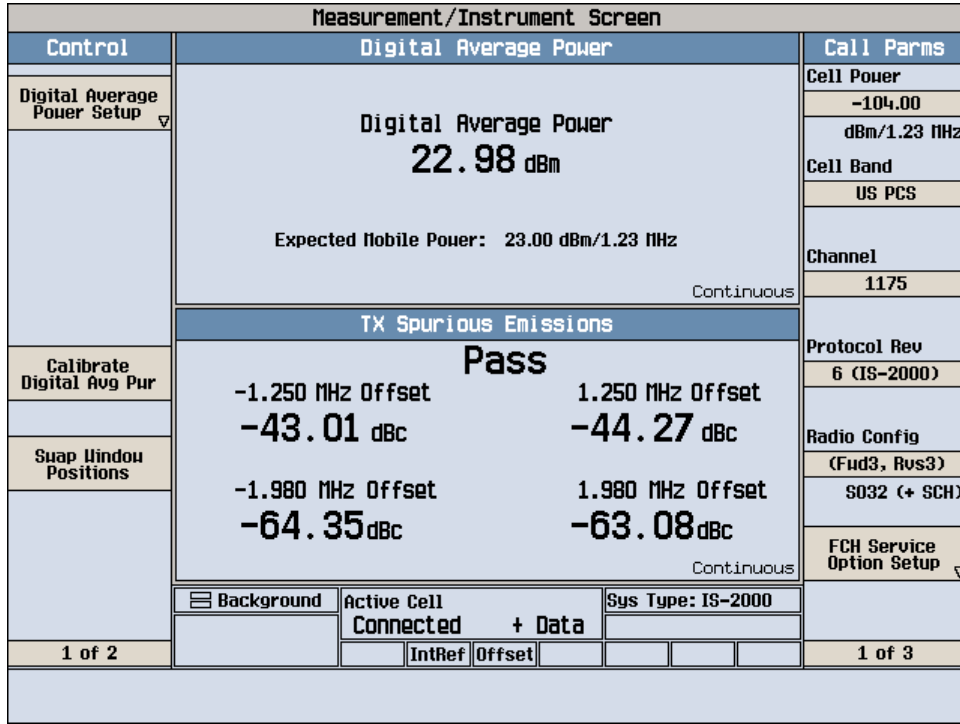 Measurement/Instrument Screen
Control
Digital Average
Power Setup
Calibrate
Digital Avg Pwr
Swap Window
Positions
1 of 2
Digital Average Power
Digital Average Power
22.98 dBm
Expected Mobile Power: 23.00 dBm/1.23 MHz
Continuous
TX Spurious Emissions
Pass
-1.250 MHz Offset
1.250 MHz Offset
-43.01 dBc
-44.27 dBc
-1.980 MHz Offset
1.980 MHz Offset
-64.35 dBc
-63.08 dBc
Continuous
Background
Active Cell
Sys Type: IS-2000
Connected + Data
IntRef
Offset
Call Parms
Cell Power
-104.00
dBm/1.23 MHz
Cell Band
US PCS
Channel
1175
Protocol Rev
6 (IS-2000)
Radio Config
(Fwd3, Rvs3)
SO32 (+ SCH)
FCH Service
Option Setup
1 of 3